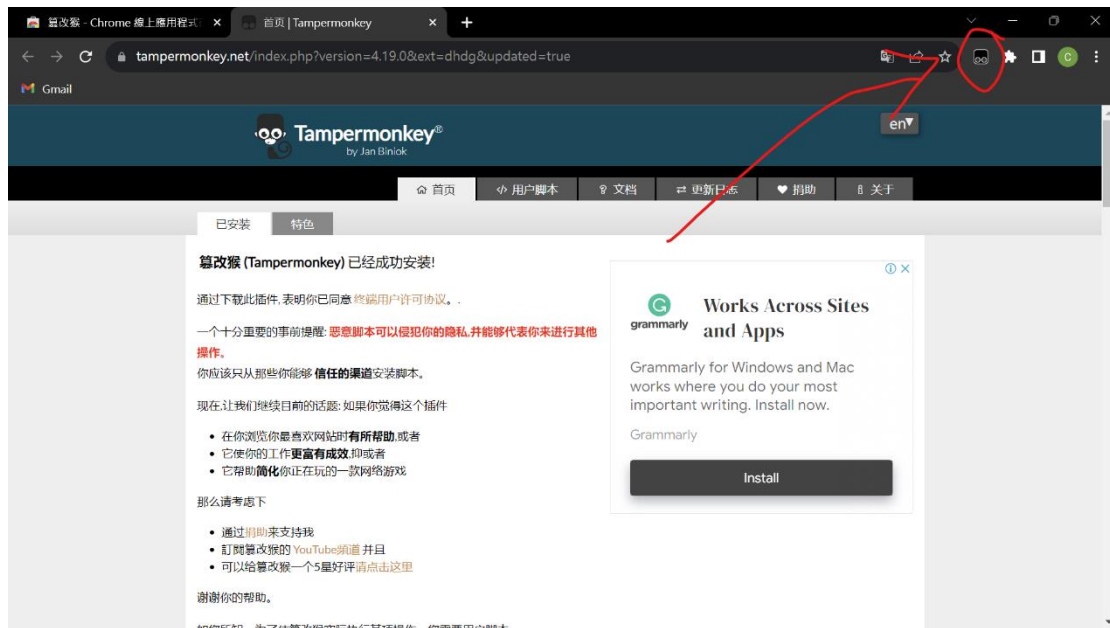 篡改猴 - Chrome 線上應用程式
首页 | Tampermonkey
tampermonkey.net/index.php?version=4.19.0&ext=dhdg&updated=true
C
Gmail
Tampermonkey®
by Jan Biniok
en
首页
用户脚本
文档
更新日志
捐助
关于
已安装
特色
篡改猴 (Tampermonkey) 已经成功安装!
通过下载此插件, 表明你已同意 终端用户许可协议。.
一个十分重要的事前提醒: 恶意脚本可以侵犯你的隐私,并能够代表你来进行其他
操作。
你应该只从那些你能够 信任的渠道安装脚本。
现在,让我们继续目前的话题: 如果你觉得这个插件
在你浏览你最喜欢网站时有所帮助,或者
它使你的工作更富有成效,抑或者
它帮助简化你正在玩的一款网络游戏
那么请考虑下
通过捐助来支持我
訂閱篡改猴的 YouTube頻道 并且
可以给篡改猴一个5星好评请点击这里
谢谢你的帮助。
grammarly
Works Across Sites
and Apps
Grammarly for Windows and Mac
works where you do your most
important writing. Install now.
Grammarly
Install